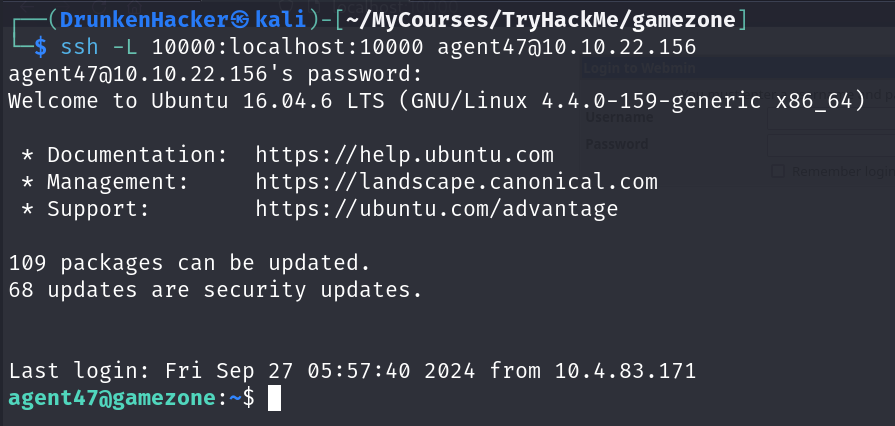 ┌──(DrunkenHacker㉿kali)-[~/MyCourses/TryHackMe/gamezone]
└─$ ssh -L 10000:localhost:10000 agent47@10.10.22.156
agent47@10.10.22.156's password:
Welcome to Ubuntu 16.04.6 LTS (GNU/Linux 4.4.0-159-generic x86_64)
Login to Webmin
* Documentation:  https://help.ubuntu.com
* Management:     https://landscape.canonical.com
* Support:        https://ubuntu.com/advantage
Username
Password
Remember login
109 packages can be updated.
68 updates are security updates.
Last login: Fri Sep 27 05:57:40 2024 from 10.4.83.171
agent47@gamezone:~$